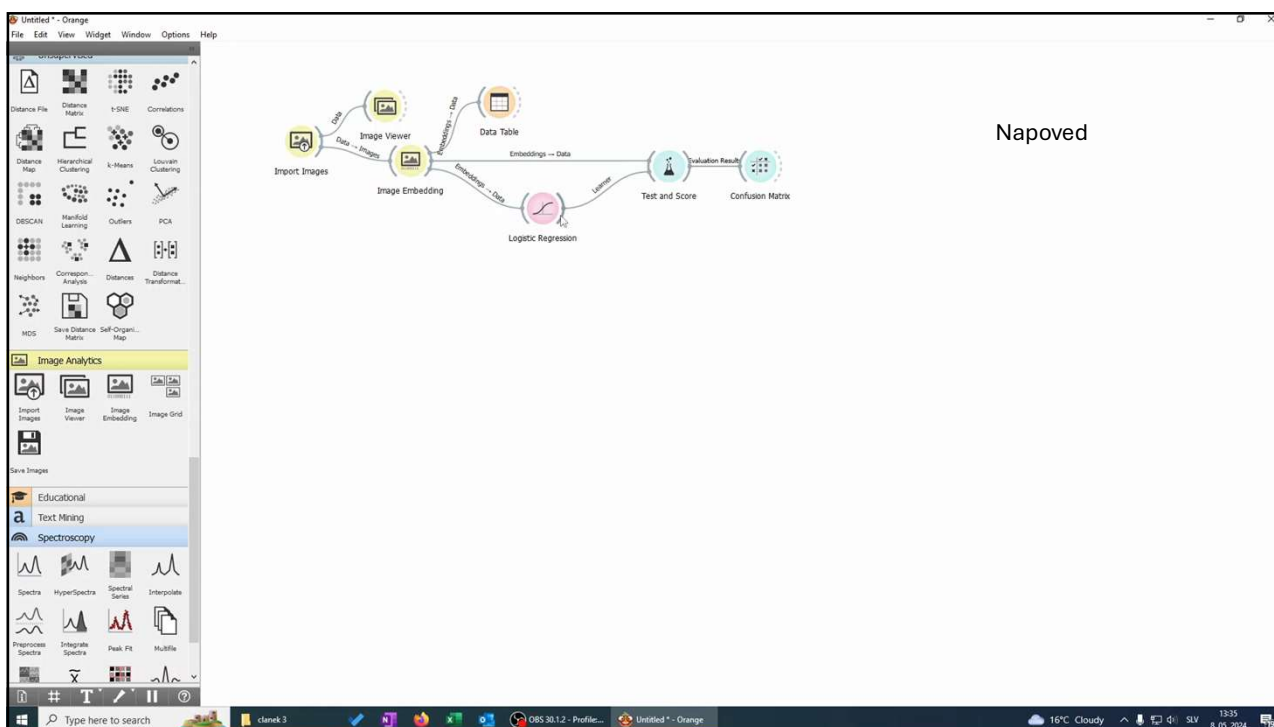 Untitled * - Orange
File Edit View Widget Window Options Help
Unsupervised
Distance File
Distance
Matrix
t-SNE
Correlations
Distance
Map
Hierarchical
Clustering
k-Means
Louvain
Clustering
DBSCAN
Manifold
Learning
Outliers
PCA
Neighbors
Correspon...
Analysis
Distances
Distance
Transformat...
MDS
Save Distance
Matrix
Self-Organi...
Map
Image Analytics
Import
Images
Image
Viewer
Image
Embedding
Image Grid
Save Images
Educational
a Text Mining
Spectroscopy
Spectra
HyperSpectra
Spectral
Series
Interpolate
Preprocess
Spectra
Integrate
Spectra
Peak Fit
Multifile
Import Images
Data
Image Viewer
Data → Images
Image Embedding
Embeddings → Data
Data Table
Embeddings → Data
Embeddings → Data
Logistic Regression
Learner
Test and Score
Evaluation Result
Confusion Matrix
Napoved
Type here to search
clanek 3
OBS 30.1.2 - Profile:...
Untitled * - Orange
16°C Cloudy
SLV
13:35
8. 05. 2024